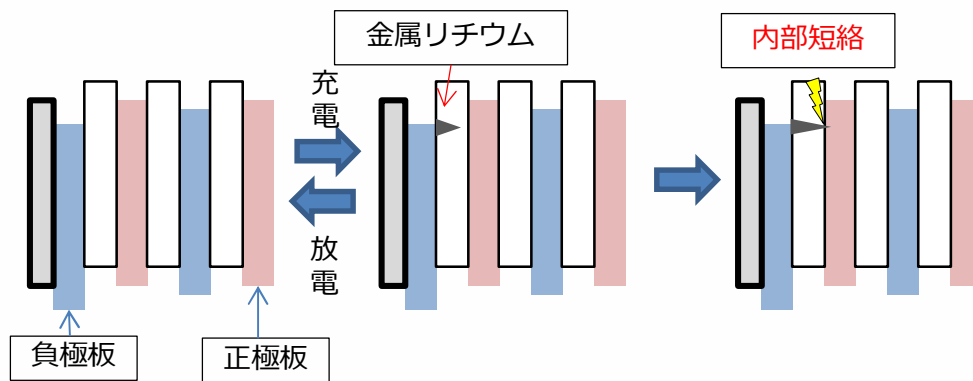 金属リチウム
内部短絡
充電
放電
負極板
正極板